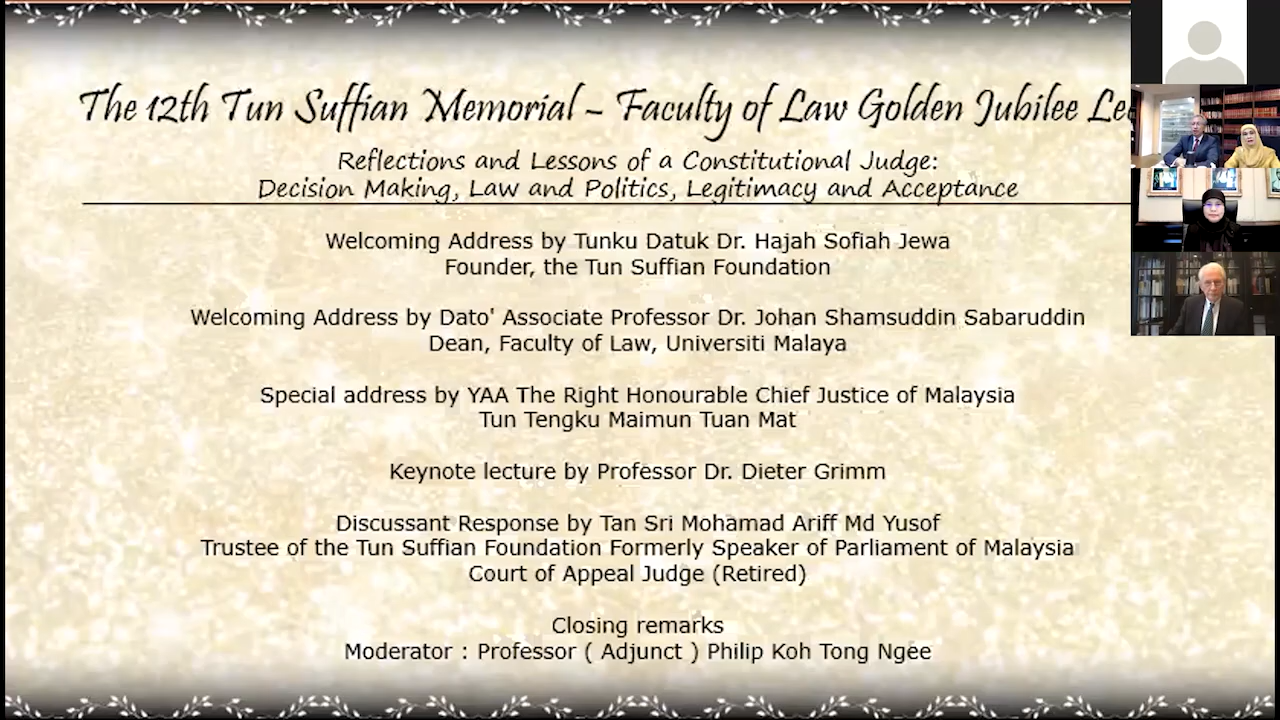 The 12th Tun Suffian Memorial – Faculty of Law Golden Jubilee
Reflections and Lessons of a Constitutional Judge:
Decision Making, Law and Politics, Legitimacy and Acceptance
Welcoming Address by Tunku Datuk Dr. Hajah Sofiah Jewa
Founder, the Tun Suffian Foundation
Welcoming Address by Dato' Associate Professor Dr. Johan Shamsuddin Sabaruddin
Dean, Faculty of Law, Universiti Malaya
Special address by YAA The Right Honourable Chief Justice of Malaysia
Tun Tengku Maimun Tuan Mat
Keynote lecture by Professor Dr. Dieter Grimm
Discussant Response by Tan Sri Mohamad Ariff Md Yusof
Trustee of the Tun Suffian Foundation Formerly Speaker of Parliament of Malaysia
Court of Appeal Judge (Retired)
Closing remarks
Moderator : Professor ( Adjunct ) Philip Koh Tong Ngee